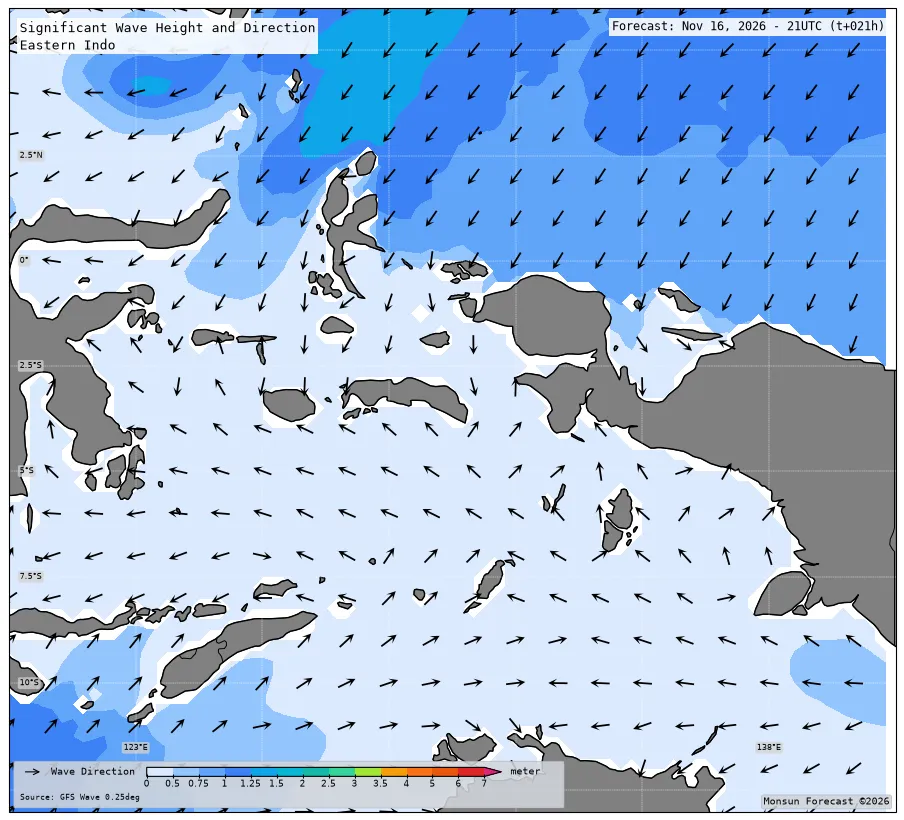 Significant Wave Height and Direction
Eastern Indo
Forecast: Nov 16, 2026 - 21UTC (t+021h)
2.5°N
0°
2.5°S
5°S
7.5°S
10°S
123°E
138°E
Wave Direction
meter
0 0.5 0.75 1 1.25 1.5 2 2.5 3 3.5 4 5 6 7
Source: GFS Wave 0.25deg
Monsun Forecast ©2026